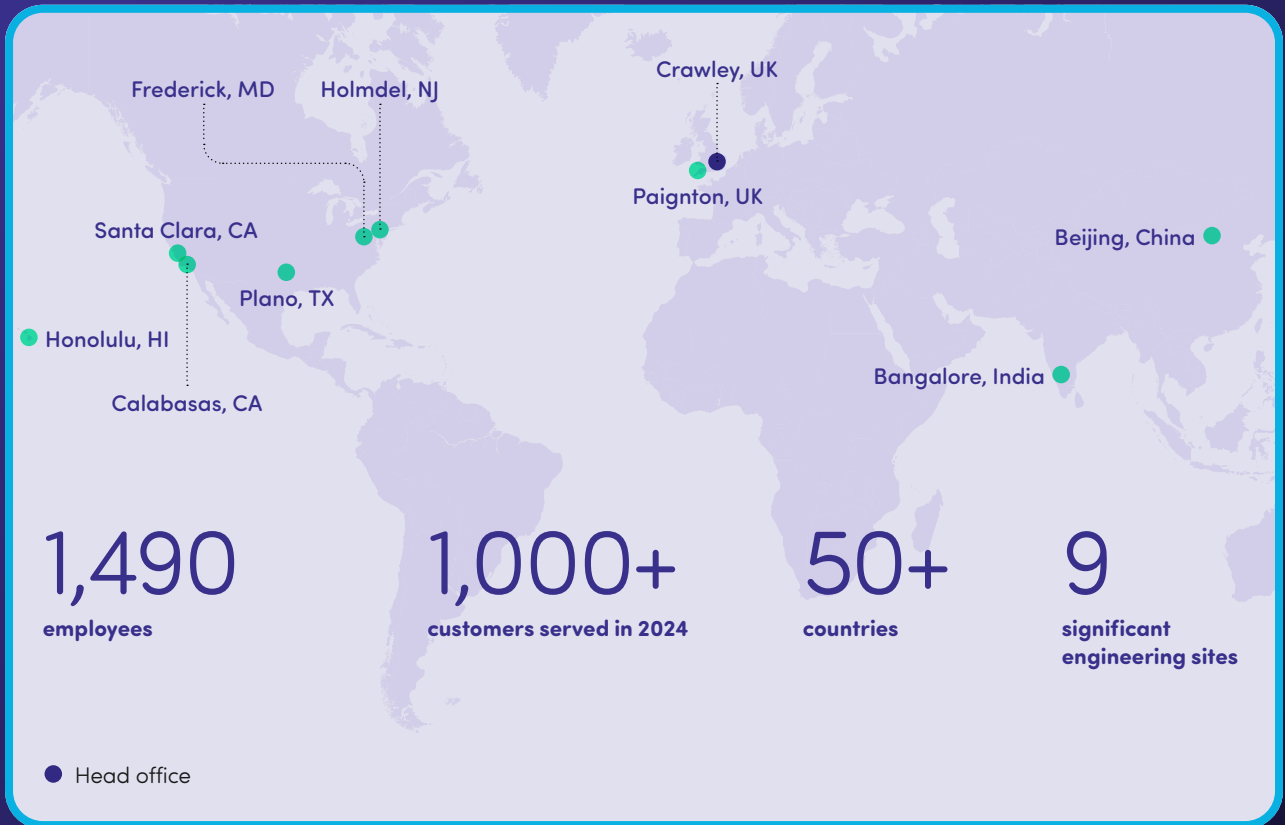 Crawley, UK
Frederick, MD
Holmdel, NJ
Paignton, UK
Santa Clara, CA
Beijing, China
Plano, TX
Honolulu, HI
Bangalore, India
Calabasas, CA
1,490
employees
1,000+
customers served in 2024
50+
countries
9
significant
engineering sites
Head office